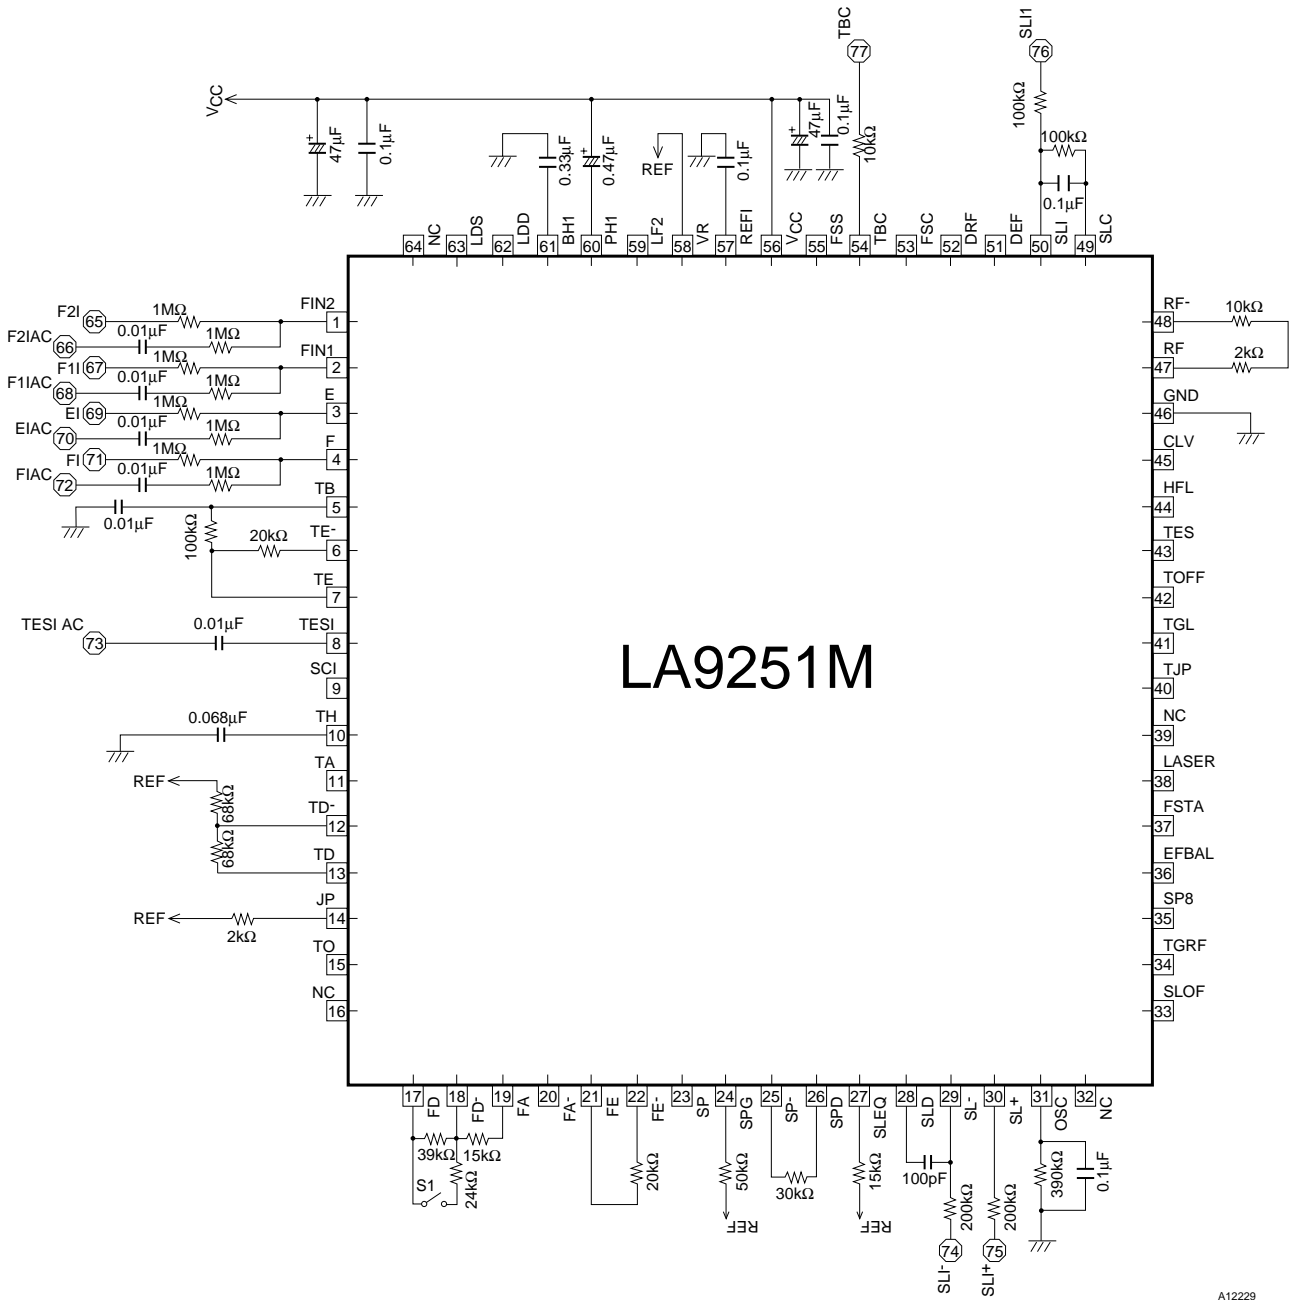 TBC
77
SLI1
76
VCC
47µF
0.1µF
0.33µF
0.47µF
REF
0.1µF
47µF
0.1µF
10kΩ
100kΩ
100kΩ
0.1µF
64 NC
63 LDS
62 LDD
61 BH1
60 PH1
59 LF2
58 VR
57 REFI
56 VCC
55 FSS
54 TBC
53 FSC
52 DRF
51 DEF
50 SLI
49 SLC
F2I 65 1MΩ FIN2 1
F2IAC 66 0.01µF 1MΩ
F1I 67 1MΩ FIN1 2
F1IAC 68 0.01µF 1MΩ
EI 69 1MΩ E 3
EIAC 70 0.01µF 1MΩ
FI 71 1MΩ F 4
FIAC 72 0.01µF 1MΩ
0.01µF TB 5
100kΩ 20kΩ TE- 6
TE 7
TESI AC 73 0.01µF TESI 8
SCI 9
0.068µF TH 10
REF TA 11
68kΩ TD- 12
68kΩ TD 13
REF 2kΩ JP 14
TO 15
NC 16
LA9251M
RF- 48 10kΩ
RF 47 2kΩ
GND 46
CLV 45
HFL 44
TES 43
TOFF 42
TGL 41
TJP 40
NC 39
LASER 38
FSTA 37
EFBAL 36
SP8 35
TGRF 34
SLOF 33
17 FD
18 FD-
19 FA
20 FA-
21 FE
22 FE-
23 SP
24 SPG
25 SP-
26 SPD
27 SLEQ
28 SLD
29 SL-
30 SL+
31 OSC
32 NC
39kΩ
15kΩ
S1
24kΩ
20kΩ
50kΩ
REF
30kΩ
15kΩ
REF
100pF
200kΩ
200kΩ
390kΩ
0.1µF
74
SLI-
75
SLI+
A12229